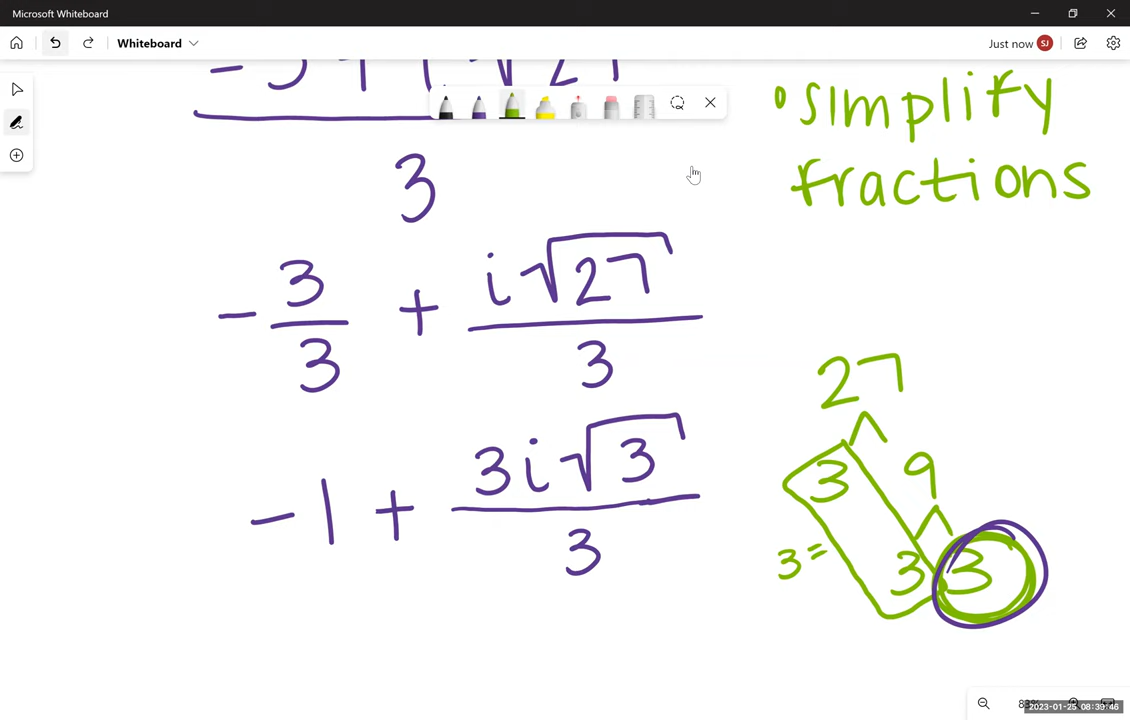 Microsoft Whiteboard
Whiteboard
Just now SJ
• simplify
fractions
3
- 3/3 + i√27/3
-1 + 3i√3/3
27
3 9
3 = 3 3
2023-01-25 08:39:46